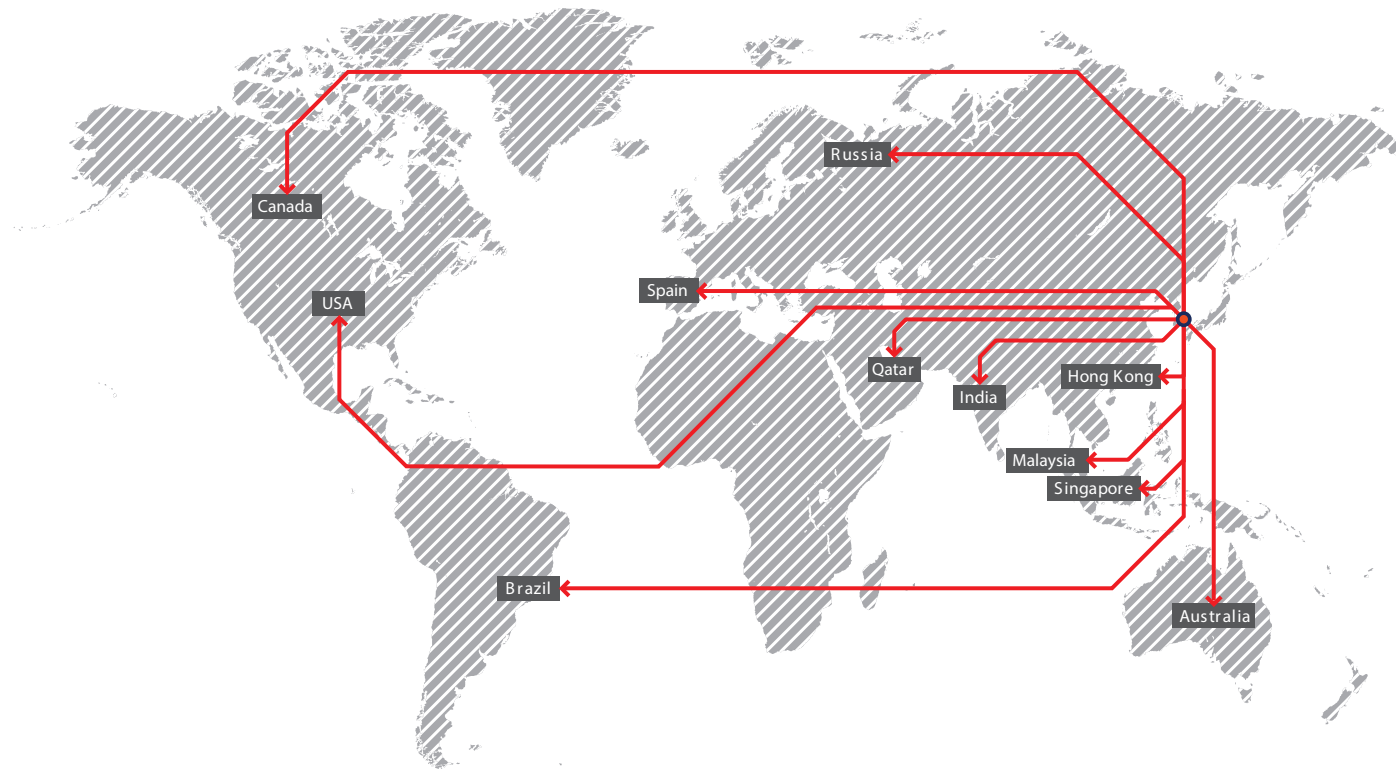 Russia
Canada
Spain
USA
Qatar
Hong Kong
India
Malaysia
Singapore
Brazil
Australia